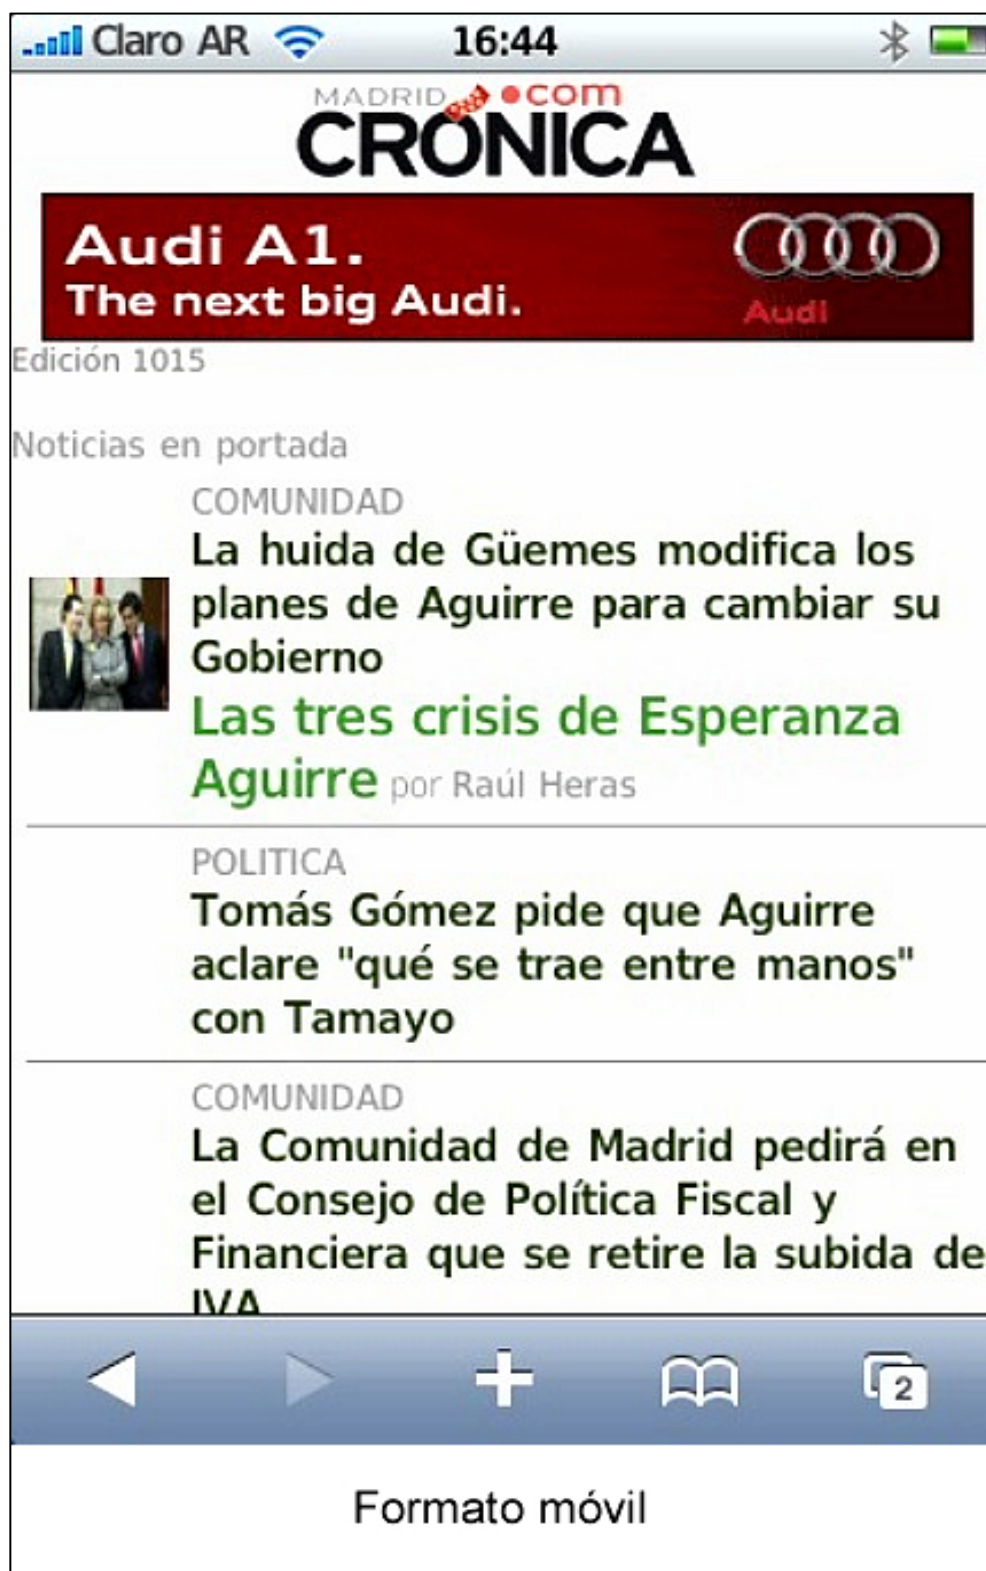 Claro AR 16:44
MADRID .com
CRONICA
Audi A1.
The next big Audi.
Audi
Edición 1015
Noticias en portada
COMUNIDAD
La huida de Güemes modifica los
planes de Aguirre para cambiar su
Gobierno
Las tres crisis de Esperanza
Aguirre por Raúl Heras
POLITICA
Tomás Gómez pide que Aguirre
aclare "qué se trae entre manos"
con Tamayo
COMUNIDAD
La Comunidad de Madrid pedirá en
el Consejo de Política Fiscal y
Financiera que se retire la subida de
IVA
2
Formato móvil